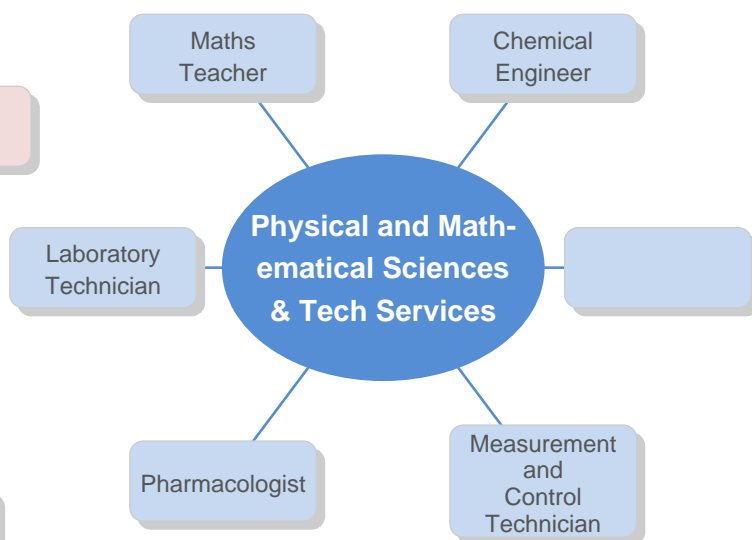 Maths
Teacher
Chemical
Engineer
Physical and Math-
ematical Sciences
& Tech Services
Laboratory
Technician
Pharmacologist
Measurement
and
Control
Technician